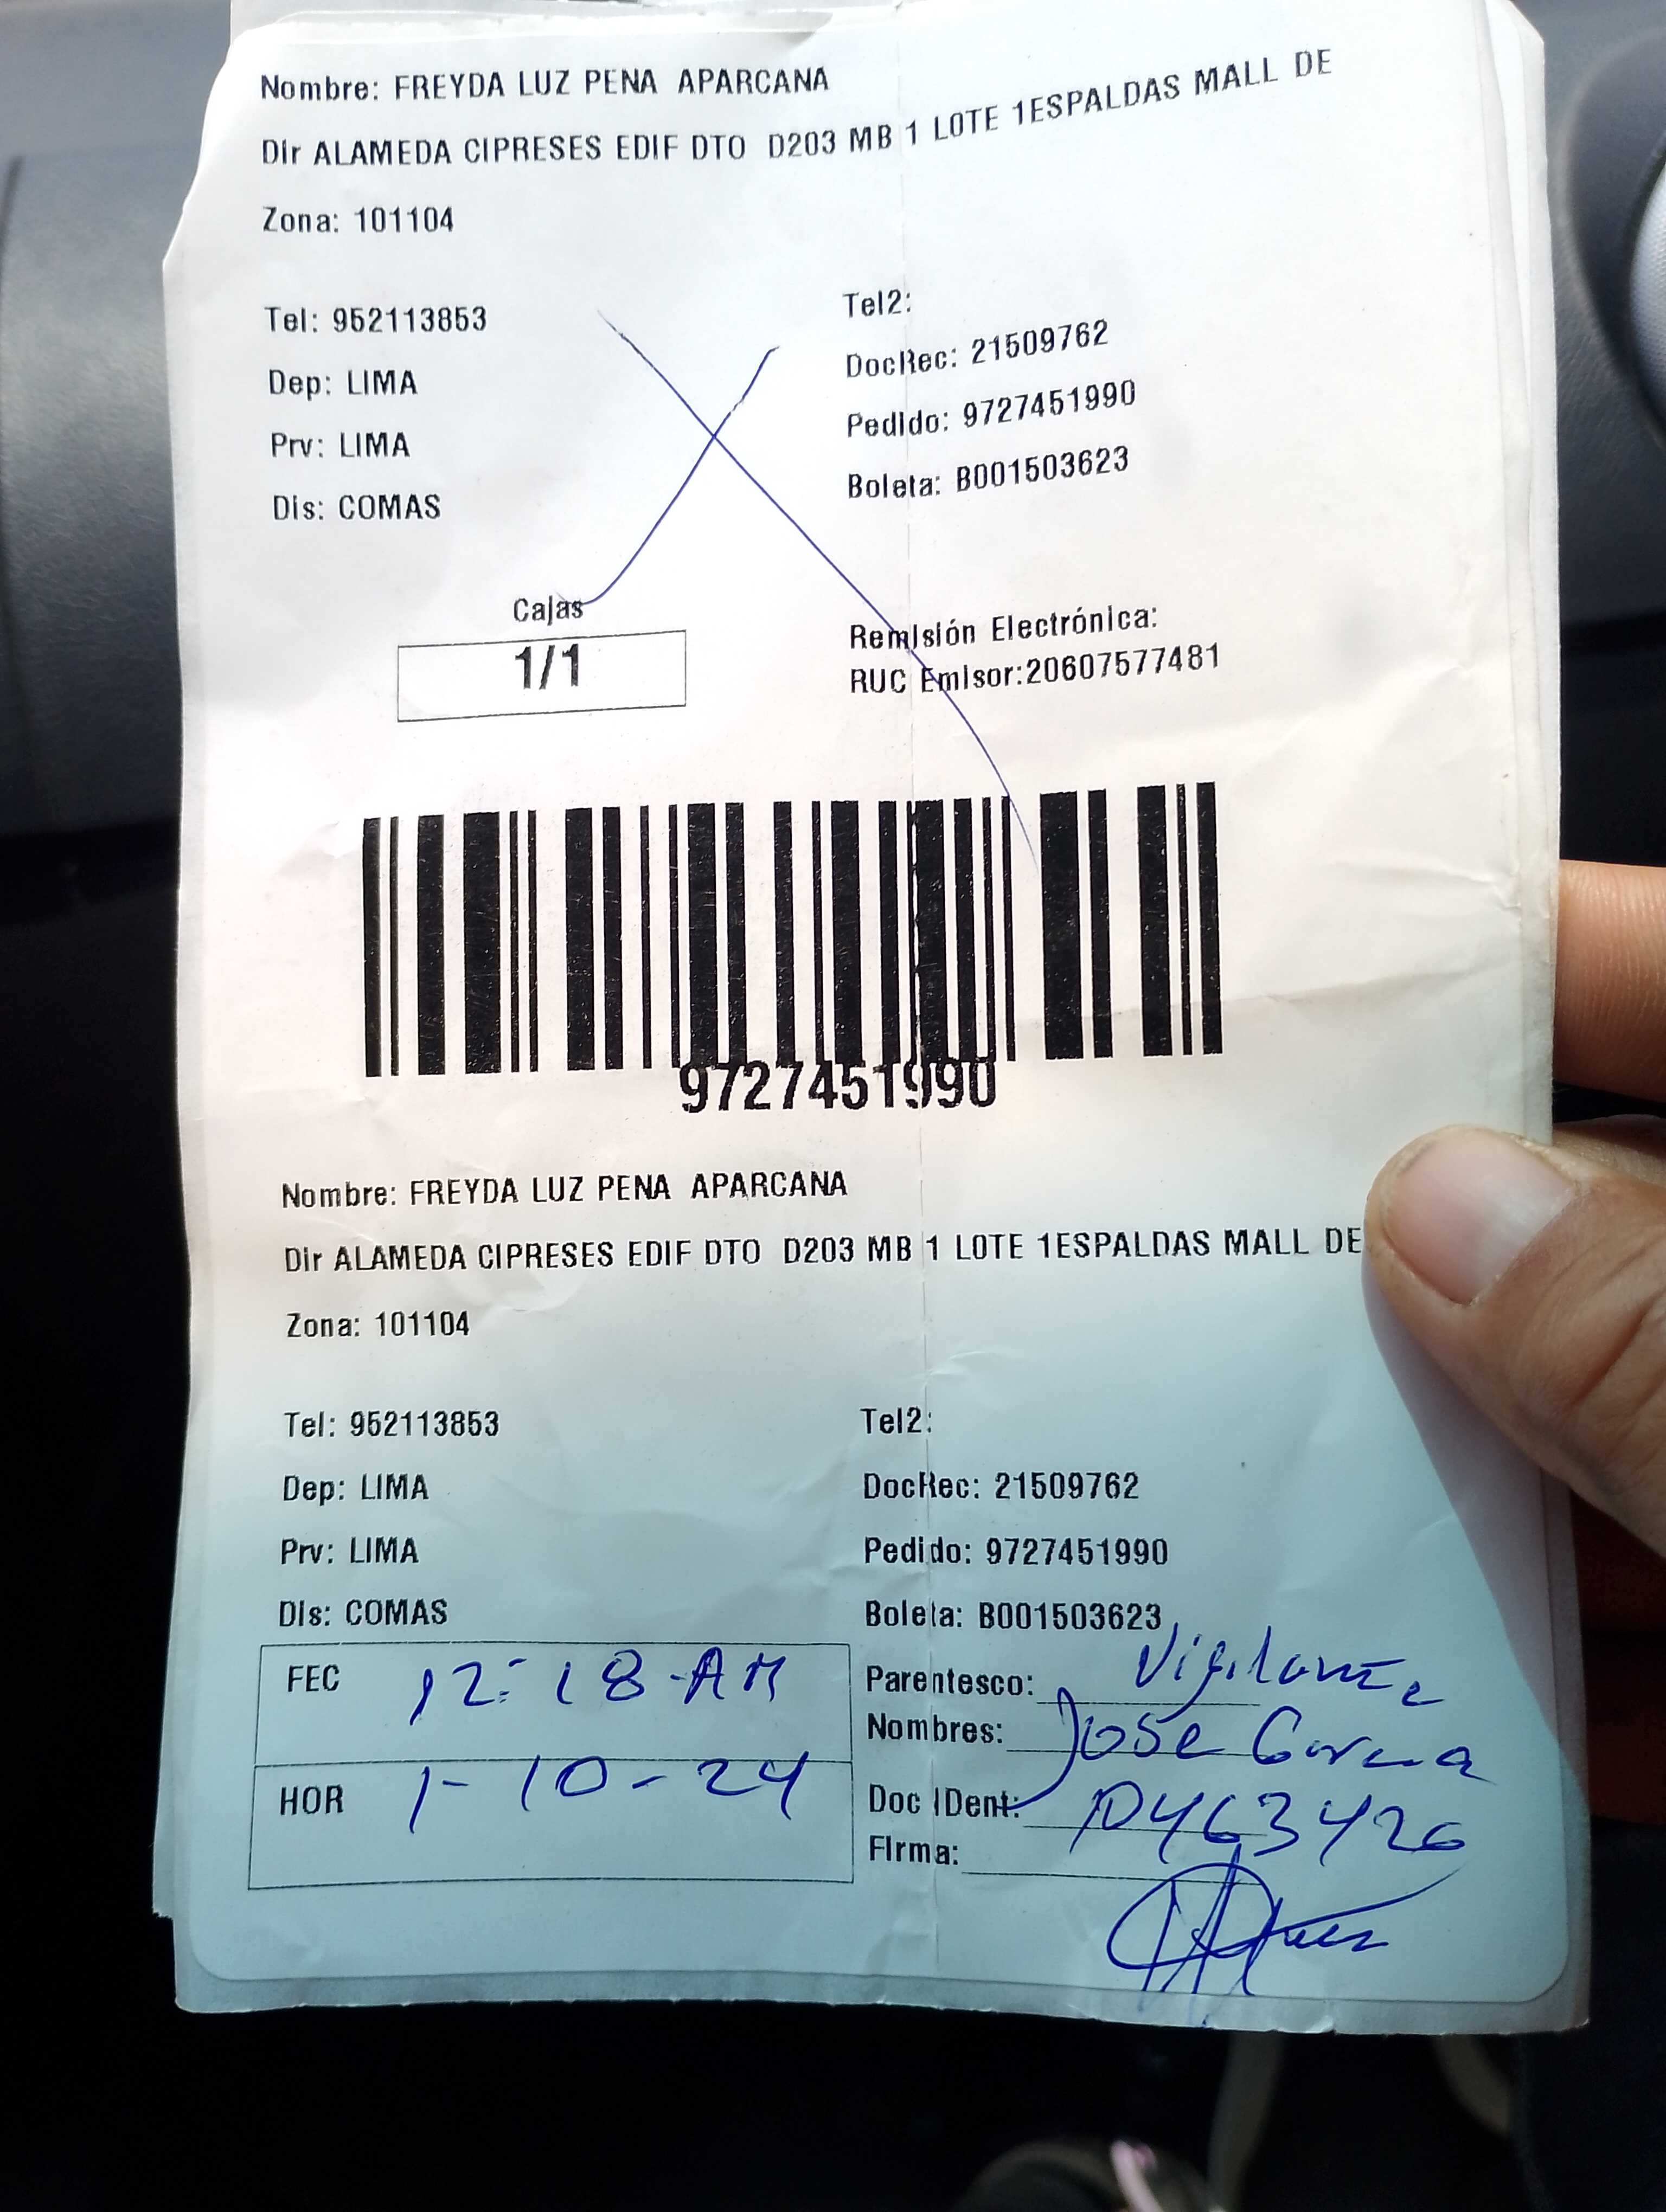 Nombre: FREYDA LUZ PENA APARCANA
Dir ALAMEDA CIPRESES EDIF DTO D203 MB 1 LOTE 1ESPALDAS MALL DE
Zona: 101104
Tel: 952113853
Tel2:
DocRec: 21509762
Dep: LIMA
Pedido: 9727451990
Prv: LIMA
Boleta: B001503623
Dis: COMAS
Cajas
1/1
Remisión Electrónica:
RUC Emisor:20607577481
9727451990
Nombre: FREYDA LUZ PENA APARCANA
Dir ALAMEDA CIPRESES EDIF DTO D203 MB 1 LOTE 1ESPALDAS MALL DE
Zona: 101104
Tel: 952113853
Tel2:
Dep: LIMA
DocRec: 21509762
Prv: LIMA
Pedido: 9727451990
Dis: COMAS
Boleta: B001503623
FEC 12:18-AM
HOR 1-10-24
Parentesco: Vigilante
Nombres: Jose Garcia
Doc IDent: 10463426
Firma: